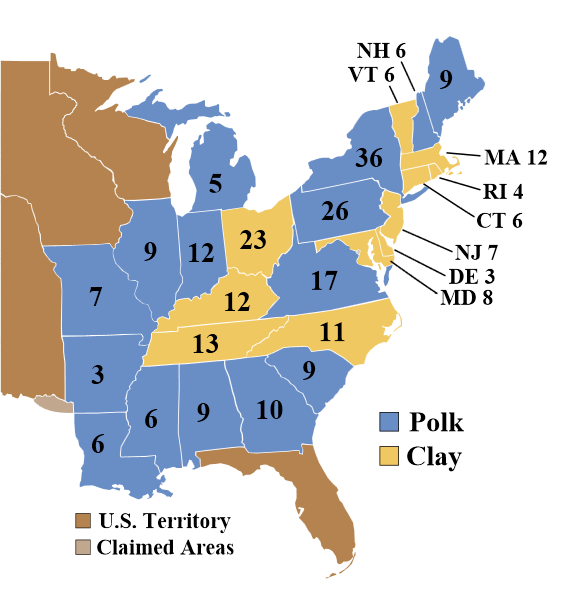 NH 6
VT 6
9
36
MA 12
5
RI 4
26
CT 6
9
12
23
NJ 7
DE 3
17
MD 8
7
12
13
11
3
9
6
6
9
10
Polk
Clay
U.S. Territory
Claimed Areas